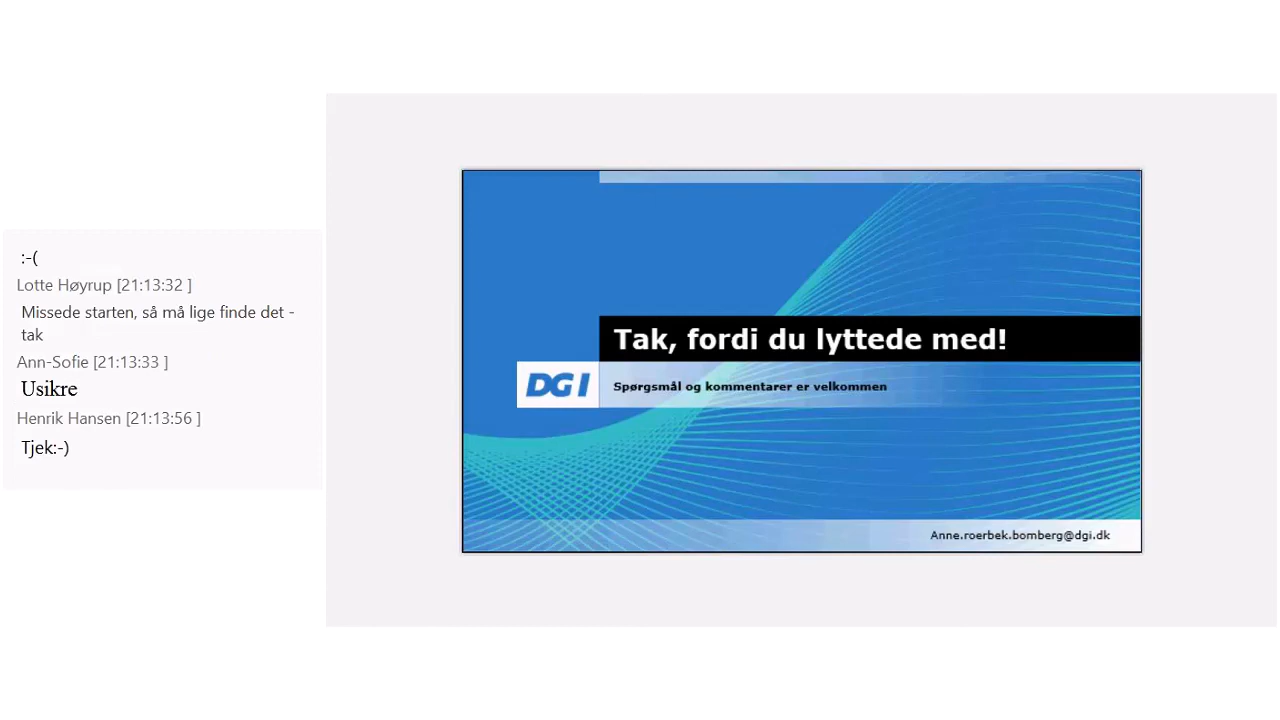 :-(
Lotte Høyrup [21:13:32 ]
Missede starten, så må lige finde det -
tak
Ann-Sofie [21:13:33 ]
Usikre
Henrik Hansen [21:13:56 ]
Tjek:-)
Tak, fordi du lyttede med!
DGI
Spørgsmål og kommentarer er velkommen
Anne.roerbek.bomberg@dgi.dk